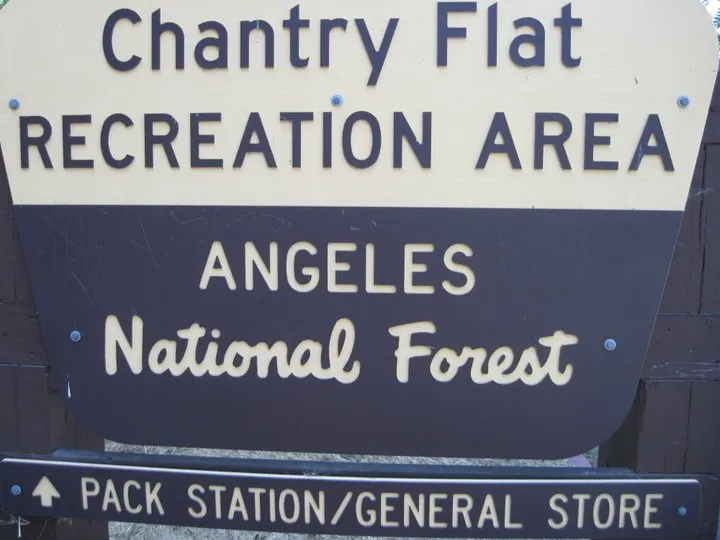 Chantry Flat
RECREATION AREA
ANGELES
National Forest
PACK STATION/GENERAL STORE